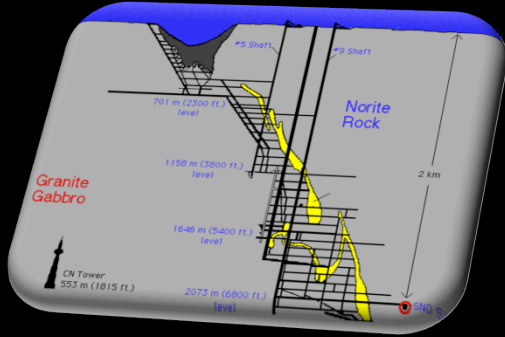 #5 Shaft
#9 Shaft
701 m (2300 ft.)
level
Norite
Rock
1158 m (3800 ft.)
level
2 km
Granite
Gabbro
1646 m (5400 ft.)
level
CN Tower
553 m (1815 ft.)
2073 m (6800 ft.)
level
SNO